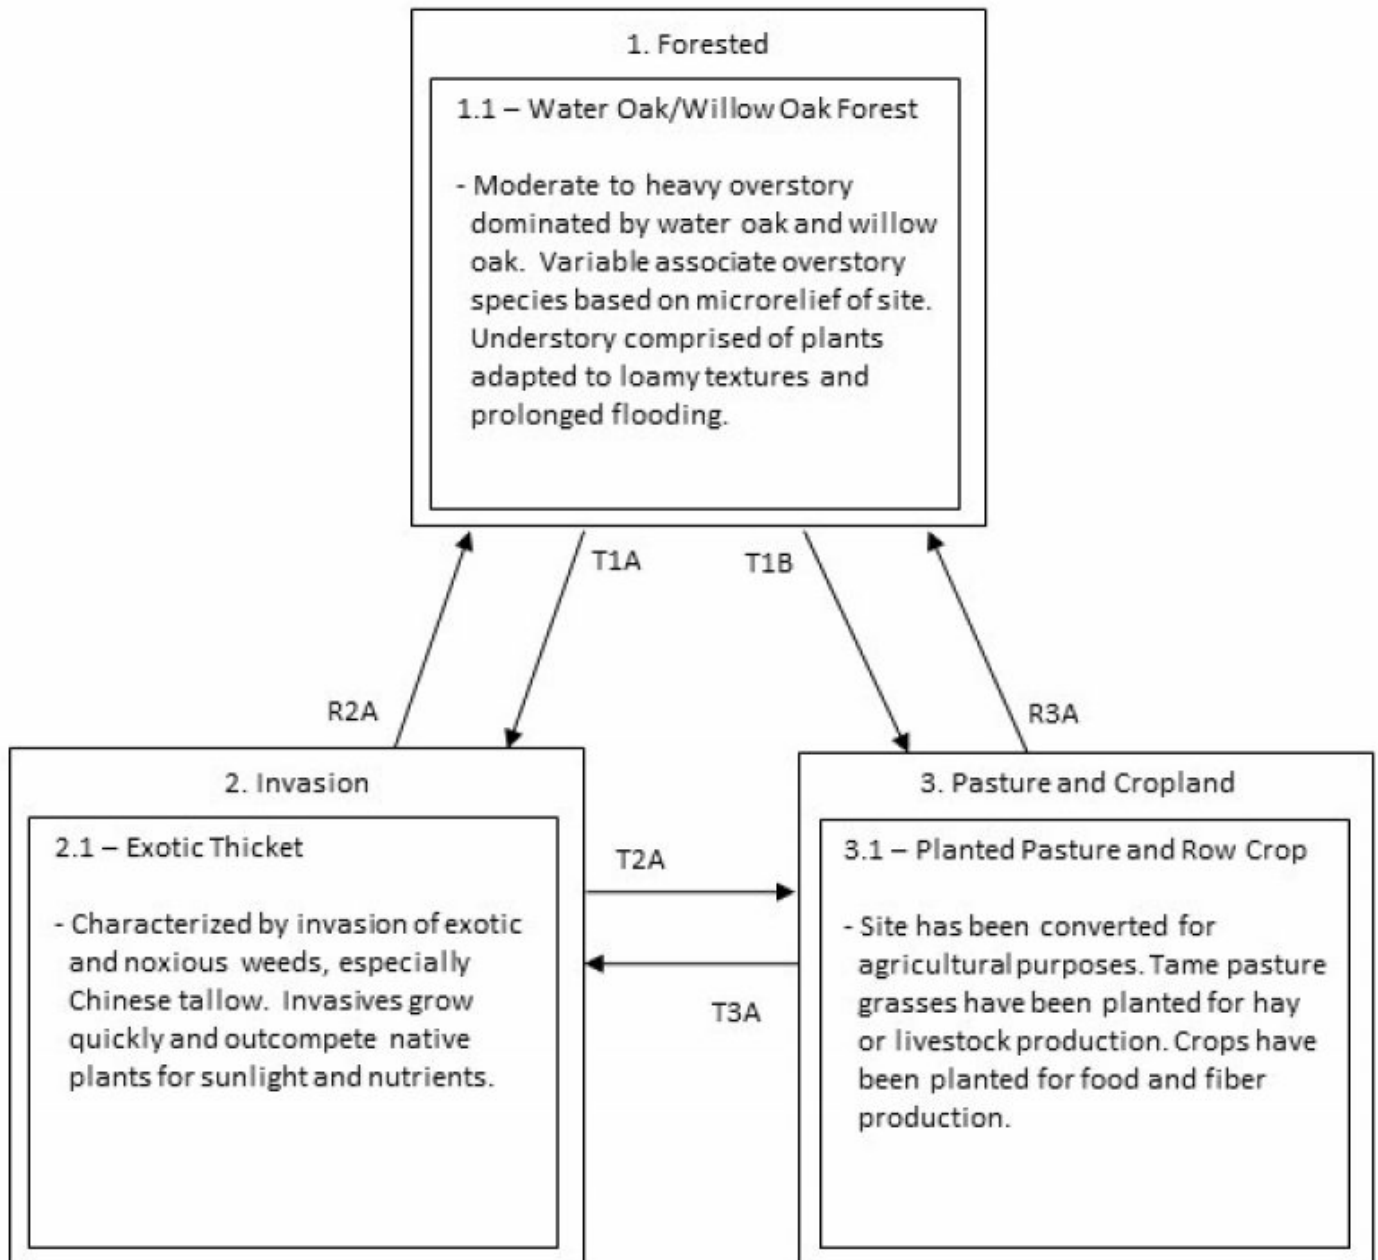 1. Forested
1.1 – Water Oak/Willow Oak Forest
- Moderate to heavy overstory
dominated by water oak and willow
oak. Variable associate overstory
species based on microrelief of site.
Understory comprised of plants
adapted to loamy textures and
prolonged flooding.
T1A
T1B
R2A
R3A
2. Invasion
2.1 – Exotic Thicket
- Characterized by invasion of exotic
and noxious weeds, especially
Chinese tallow. Invasives grow
quickly and outcompete native
plants for sunlight and nutrients.
T2A
T3A
3. Pasture and Cropland
3.1 – Planted Pasture and Row Crop
- Site has been converted for
agricultural purposes. Tame pasture
grasses have been planted for hay
or livestock production. Crops have
been planted for food and fiber
production.